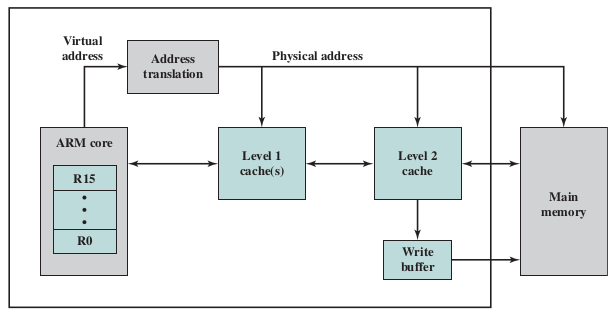 Virtual
address
Address
translation
Physical address
ARM core
R15
R0
Level 1
cache(s)
Level 2
cache
Main
memory
Write
buffer